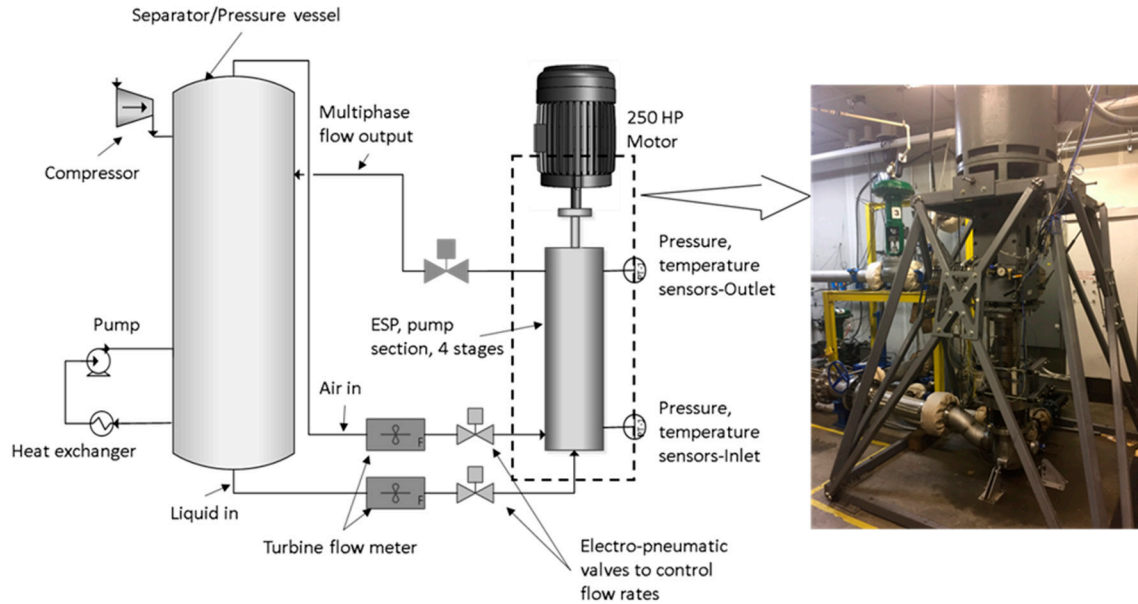 Separator/Pressure vessel
Compressor
Multiphase
flow output
250 HP
Motor
Pressure,
temperature
sensors-Outlet
ESP, pump
section, 4 stages
Pump
Heat exchanger
Air in
F
Pressure,
temperature
sensors-Inlet
F
Liquid in
Turbine flow meter
Electro-pneumatic
valves to control
flow rates
3